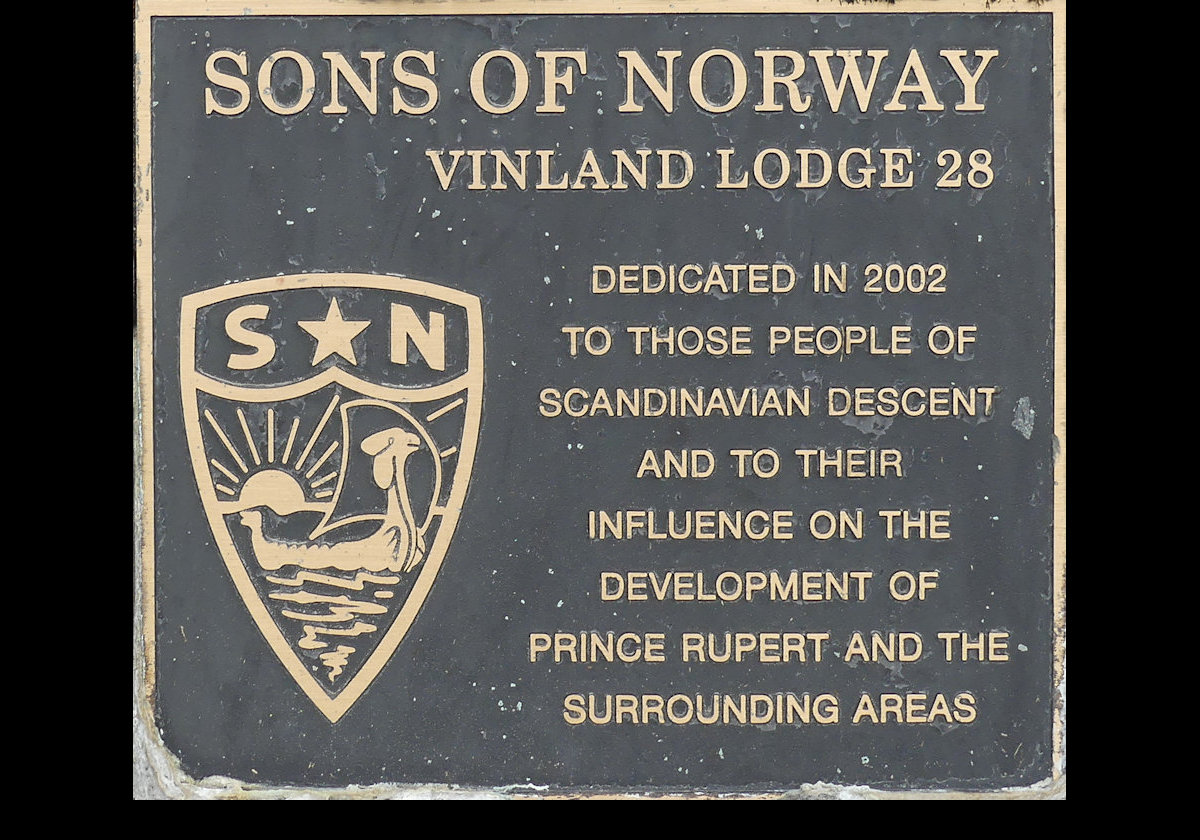 SONS OF NORWAY
VINLAND LODGE 28
DEDICATED IN 2002
TO THOSE PEOPLE OF
SCANDINAVIAN DESCENT
AND TO THEIR
INFLUENCE ON THE
DEVELOPMENT OF
PRINCE RUPERT AND THE
SURROUNDING AREAS
S N